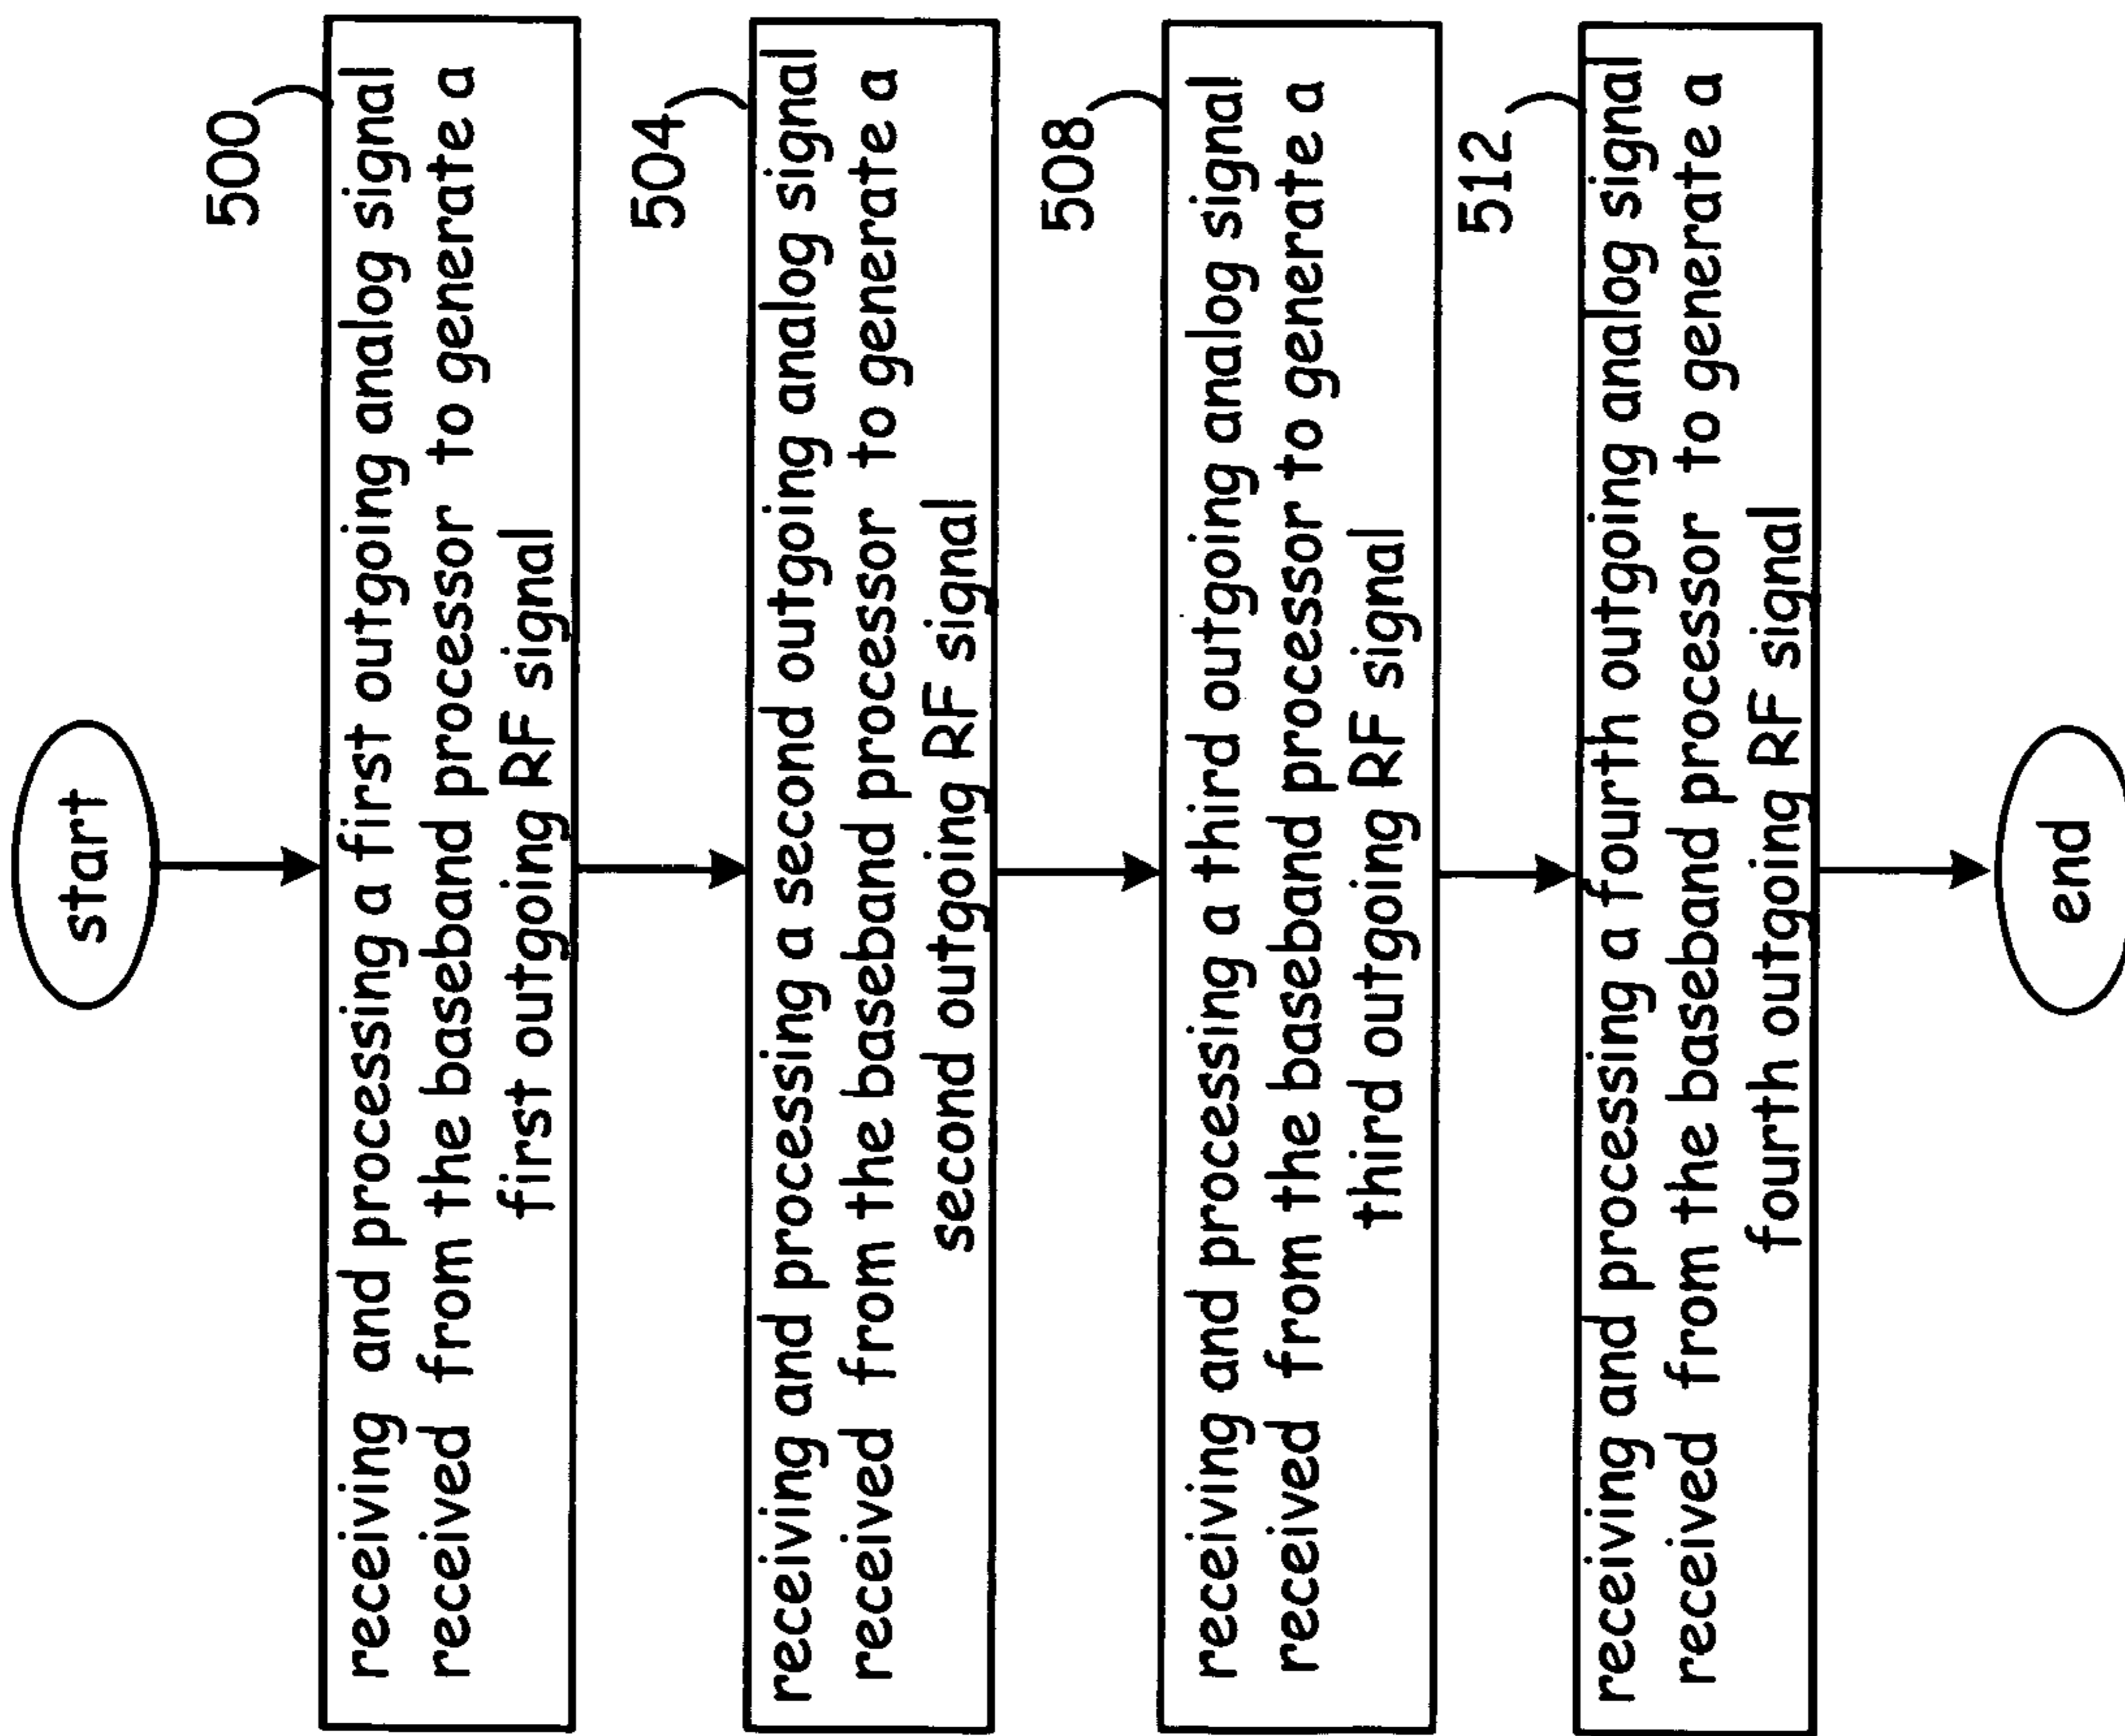 start
500
receiving and processing a first outgoing analog signal
received from the baseband processor to generate a
first outgoing RF signal
504
receiving and processing a second outgoing analog signal
received from the baseband processor to generate a
second outgoing RF signal
508
receiving and processing a third outgoing analog signal
received from the baseband processor to generate a
third outgoing RF signal
512
receiving and processing a fourth outgoing analog signal
received from the baseband processor to generate a
fourth outgoing RF signal
end